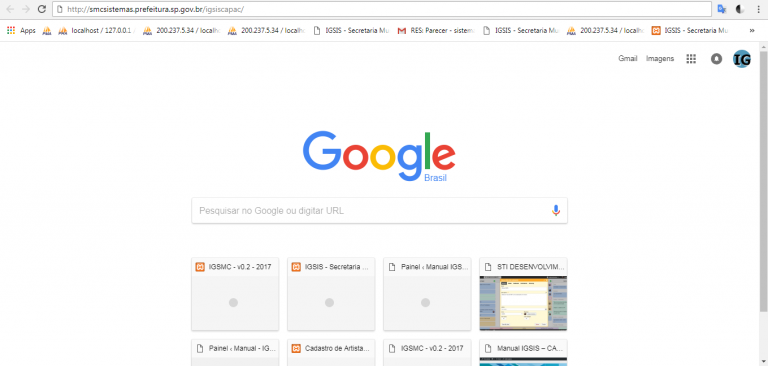 http://smcsistemas.prefeitura.sp.gov.br/igsiscapac/
Apps localhost / 127.0.0.1 200.237.5.34 / localh 200.237.5.34 / localh IGSIS - Secretaria Mu RES: Parecer - sistem IGSIS - Secretaria Mu 200.237.5.34 / localh IGSIS - Secretaria Mu
Gmail Imagens
IG
Google
Brasil
Pesquisar no Google ou digitar URL
IGSMC - v0.2 - 2017 IGSIS - Secretaria ... Painel ‹ Manual IGS... STI DESENVOLVIM...
Painel ‹ Manual - IG... Cadastro de Artista... IGSMC - v0.2 - 2017 Manual IGSIS – CA...